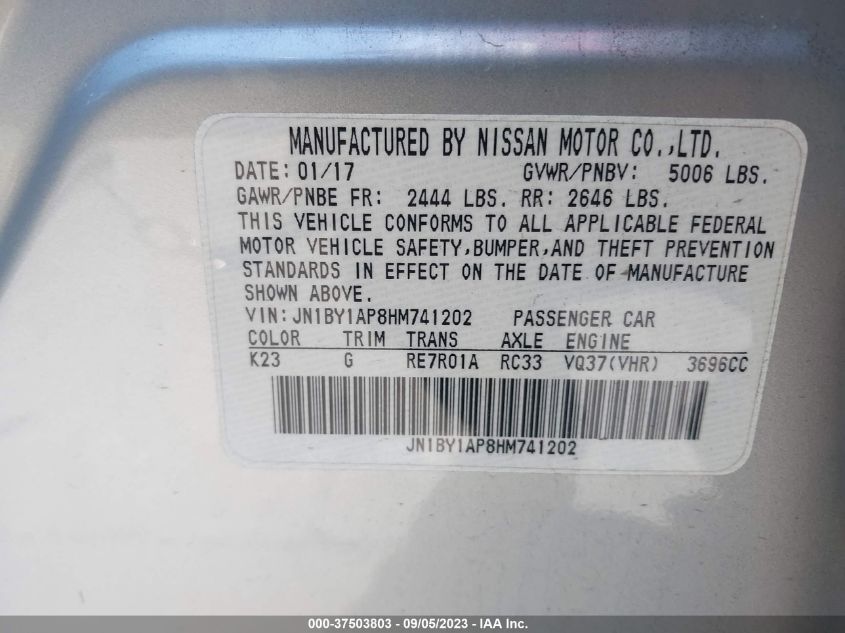 MANUFACTURED BY NISSAN MOTOR CO.,LTD.
DATE: 01/17 GVWR/PNBV: 5006 LBS.
GAWR/PNBE FR: 2444 LBS. RR: 2646 LBS.
THIS VEHICLE CONFORMS TO ALL APPLICABLE FEDERAL
MOTOR VEHICLE SAFETY,BUMPER,AND THEFT PREVENTION
STANDARDS IN EFFECT ON THE DATE OF MANUFACTURE
SHOWN ABOVE.
VIN: JN1BY1AP8HM741202 PASSENGER CAR
COLOR TRIM TRANS AXLE ENGINE
K23 G RE7R01A RC33 VQ37(VHR) 3696CC
JN1BY1AP8HM741202
000-37503803 - 09/05/2023 - IAA Inc.